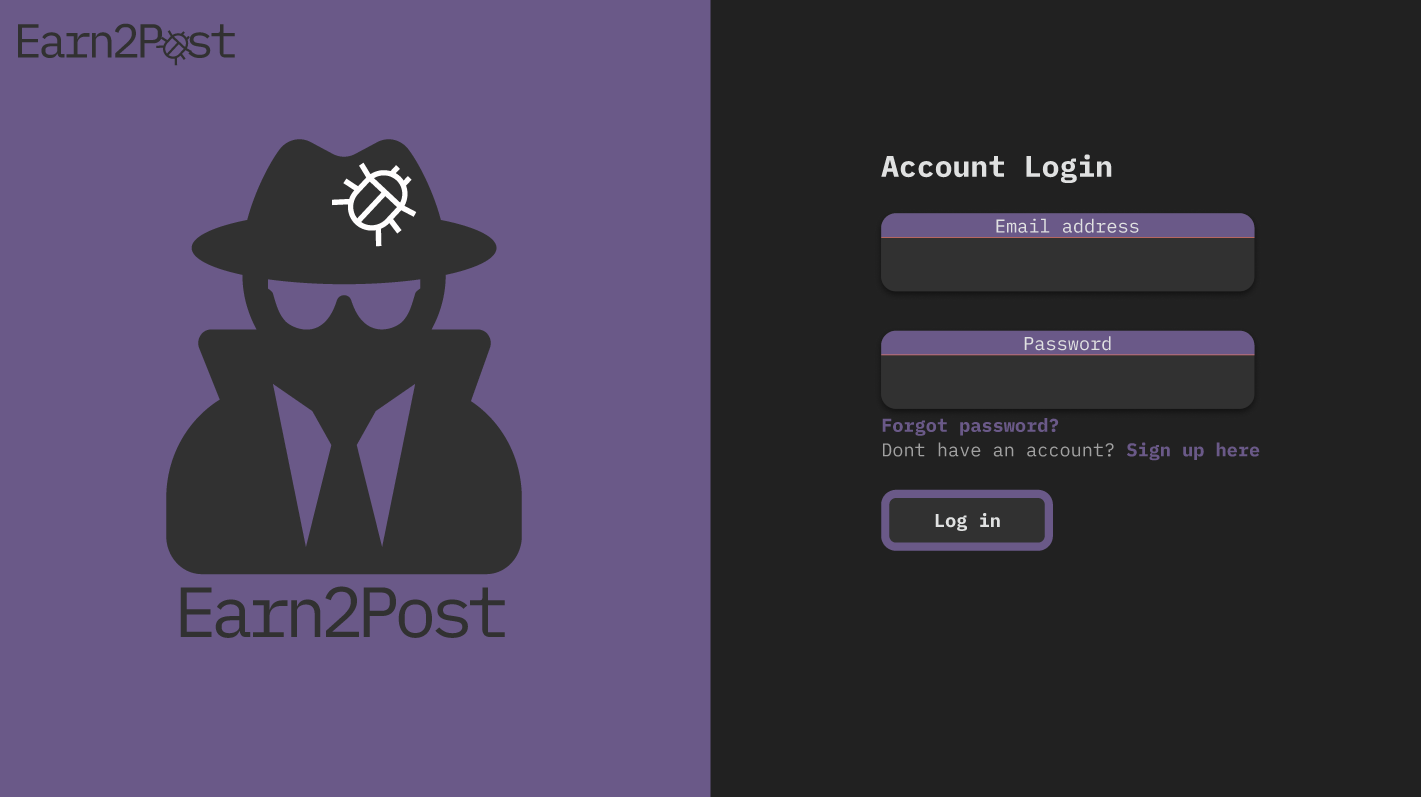 Earn2Post
Earn2Post
Account Login
Email address
Password
Forgot password?
Dont have an account? Sign up here
Log in